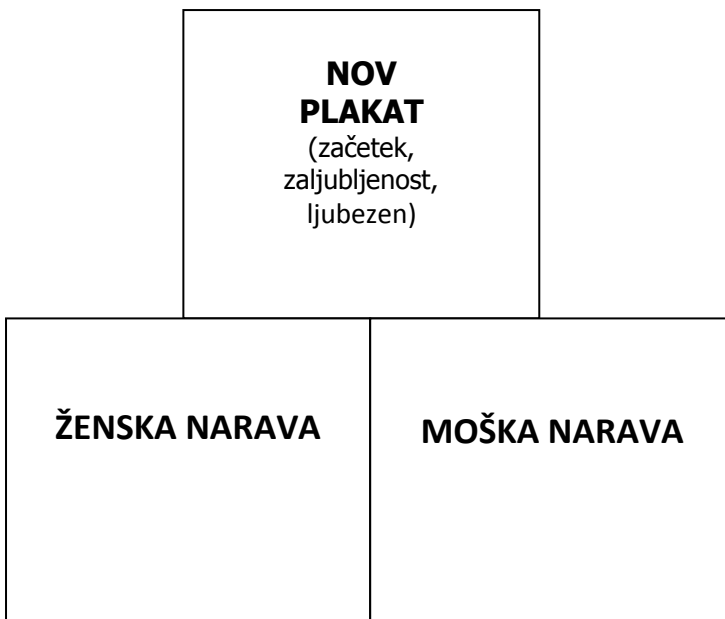 NOV
PLAKAT
(začetek,
zaljubljenost,
ljubezen)
ŽENSKA NARAVA
MOŠKA NARAVA